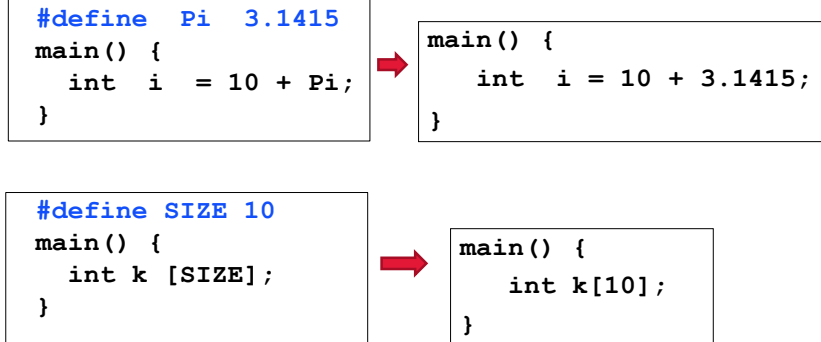 #define Pi 3.1415
main() {
int i = 10 + Pi;
}
main() {
int i = 10 + 3.1415;
}
#define SIZE 10
main() {
int k [SIZE];
}
main() {
int k[10];
}